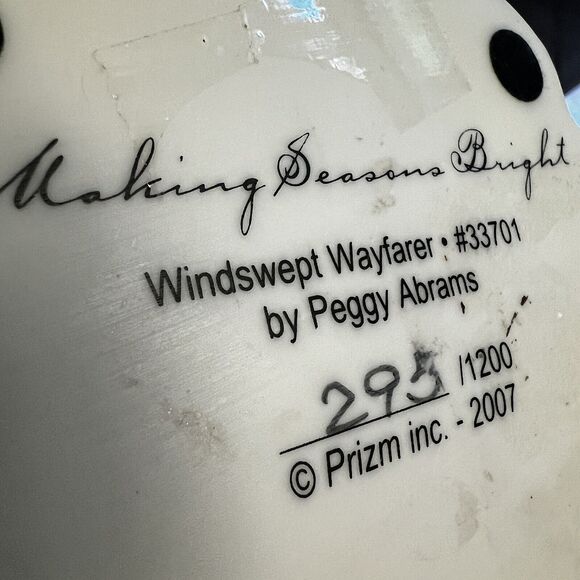 Making Seasons Bright
Windswept Wayfarer • #33701
by Peggy Abrams
295 /1200
© Prizm inc. - 2007